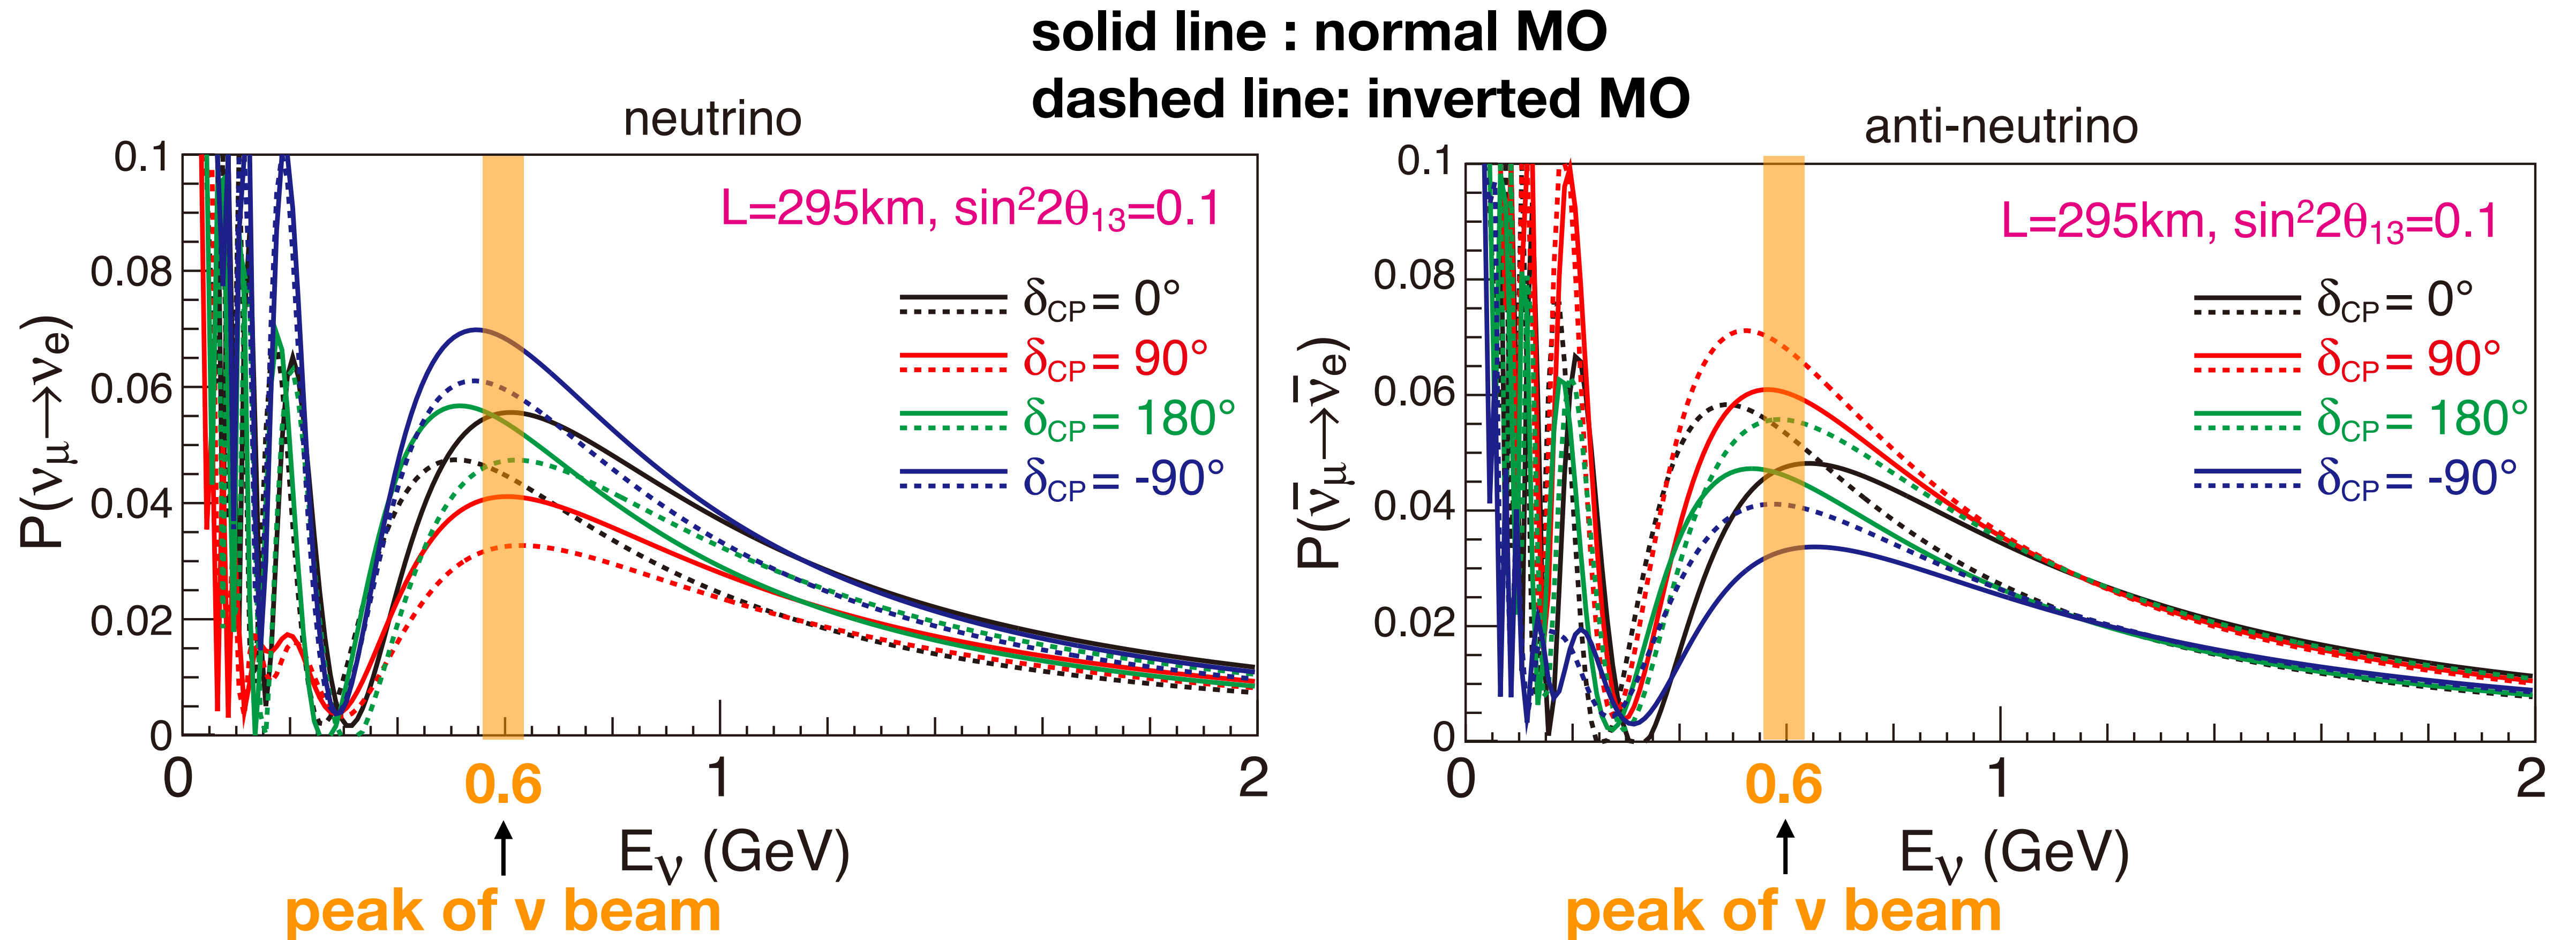 solid line : normal MO
dashed line: inverted MO
neutrino
P(νμ→νe)
0.1
0.08
0.06
0.04
0.02
0
L=295km, sin²2θ₁₃=0.1
δCP = 0°
δCP = 90°
δCP = 180°
δCP = -90°
0
0.6
1
2
Eν (GeV)
peak of ν beam
anti-neutrino
P(ν̄μ→ν̄e)
0.1
0.08
0.06
0.04
0.02
0
L=295km, sin²2θ₁₃=0.1
δCP = 0°
δCP = 90°
δCP = 180°
δCP = -90°
0
0.6
1
2
Eν (GeV)
peak of ν beam